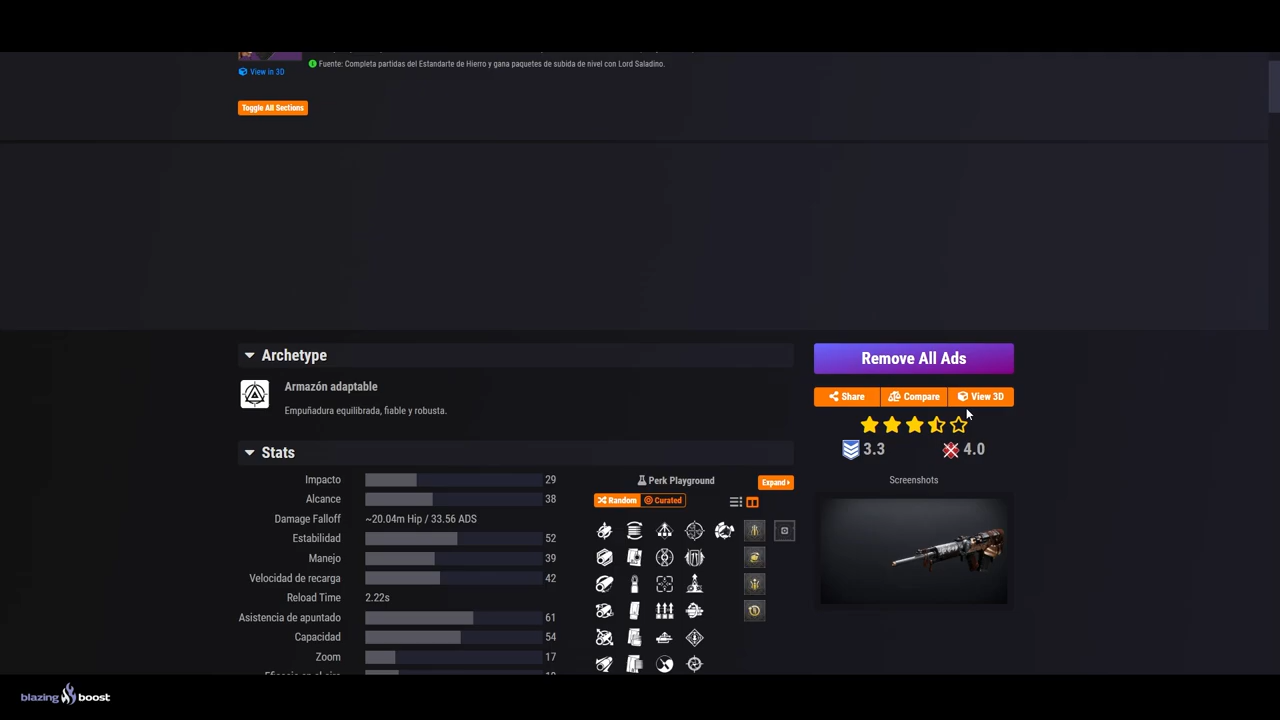 View in 3D
Fuente: Completa partidas del Estandarte de Hierro y gana paquetes de subida de nivel con Lord Saladino.
Toggle All Sections
Archetype
Armazón adaptable
Empuñadura equilibrada, fiable y robusta.
Remove All Ads
Share
Compare
View 3D
3.3
4.0
Screenshots
Stats
Impacto 29
Alcance 38
Damage Falloff ~20.04m Hip / 33.56 ADS
Estabilidad 52
Manejo 39
Velocidad de recarga 42
Reload Time 2.22s
Asistencia de apuntado 61
Capacidad 54
Zoom 17
Perk Playground
Expand
Random
Curated
blazing boost